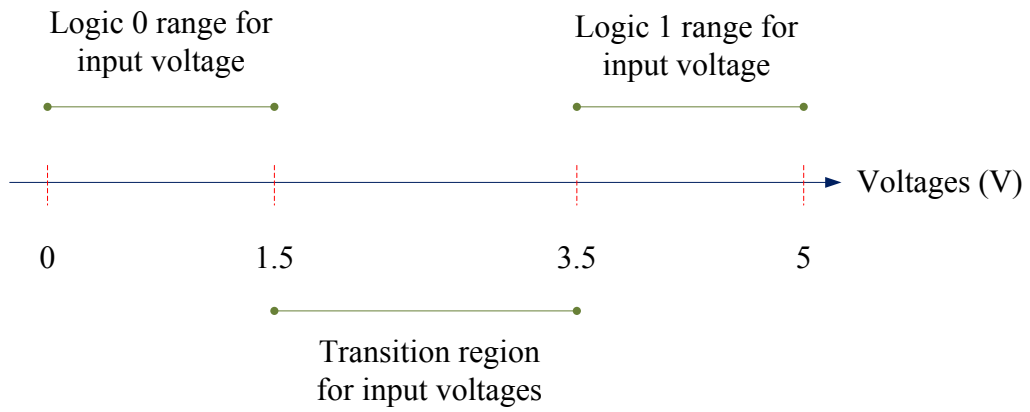 Logic 0 range for
input voltage
Logic 1 range for
input voltage
Voltages (V)
0
1.5
3.5
5
Transition region
for input voltages